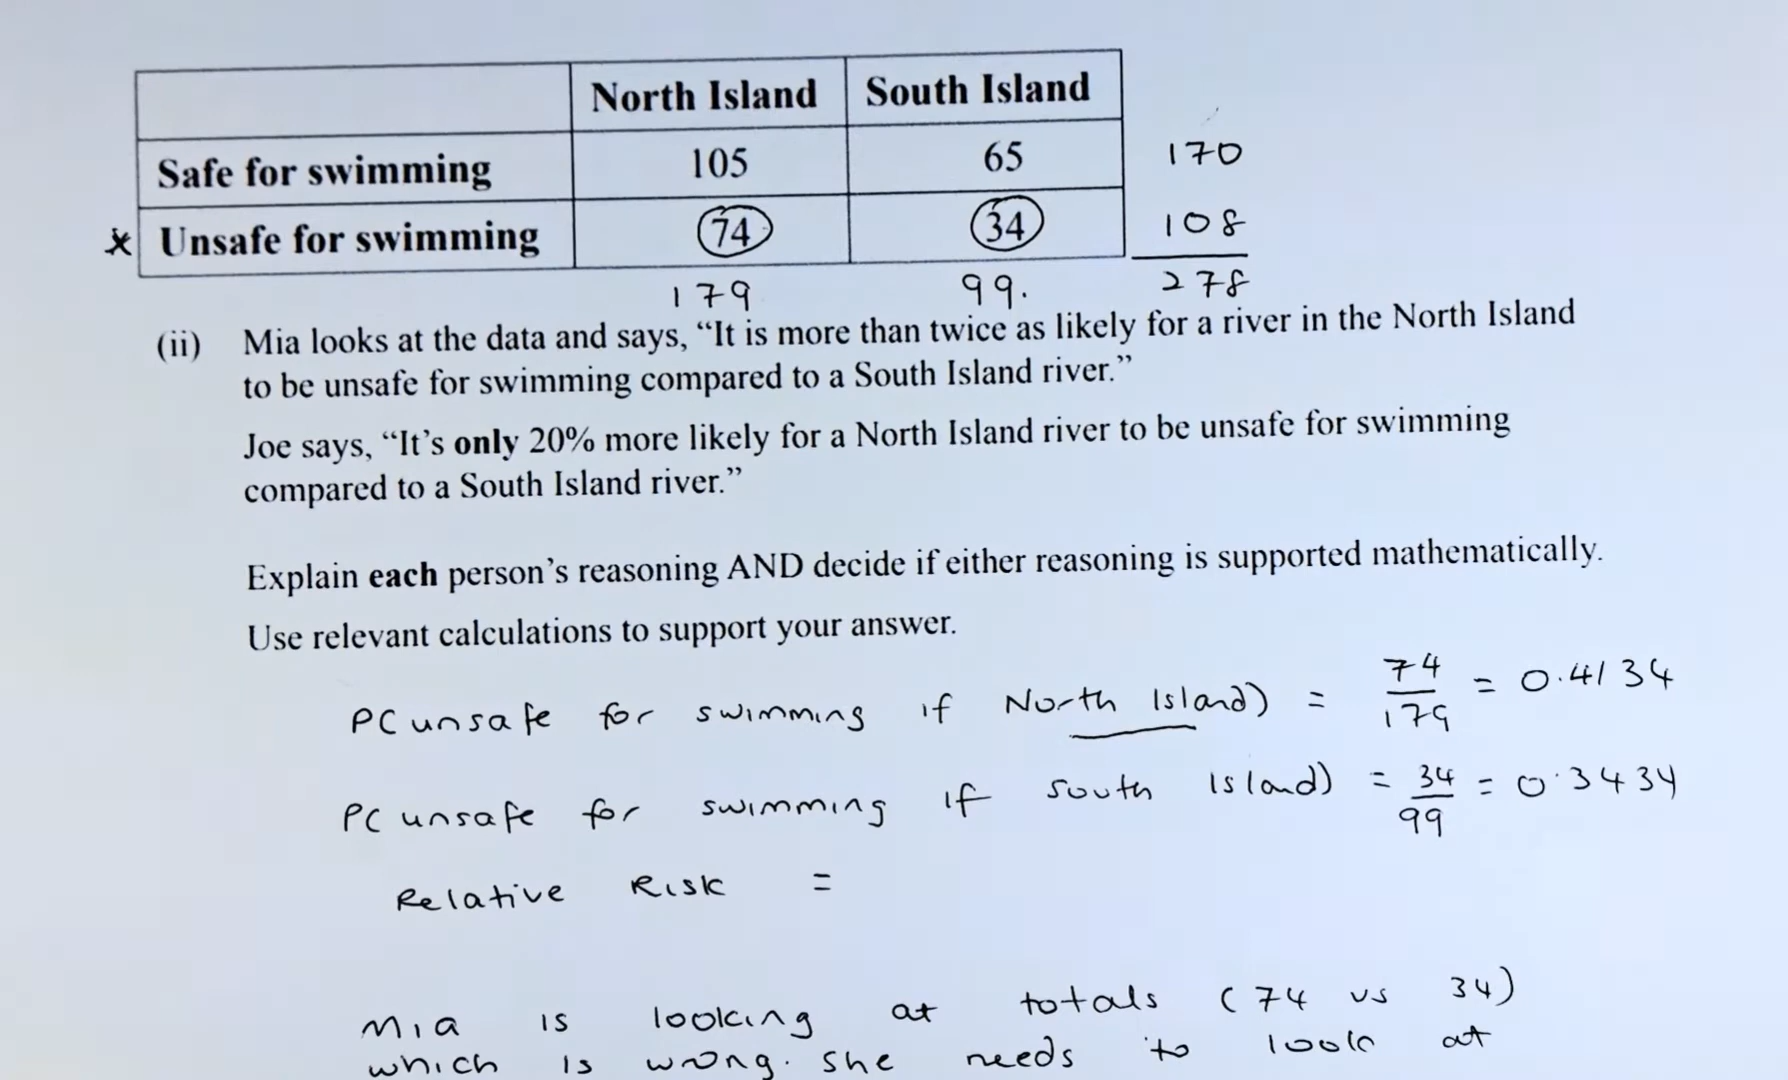 North Island South Island
Safe for swimming 105 65 170
* Unsafe for swimming 74 34 108
179 99. 278
(ii) Mia looks at the data and says, “It is more than twice as likely for a river in the North Island
to be unsafe for swimming compared to a South Island river.”
Joe says, “It’s only 20% more likely for a North Island river to be unsafe for swimming
compared to a South Island river.”
Explain each person’s reasoning AND decide if either reasoning is supported mathematically.
Use relevant calculations to support your answer.
P(unsafe for swimming if North Island) = 74/179 = 0.4134
P(unsafe for swimming if South Island) = 34/99 = 0.3434
Relative Risk =
Mia is looking at totals (74 vs 34)
which is wrong. She needs to look at